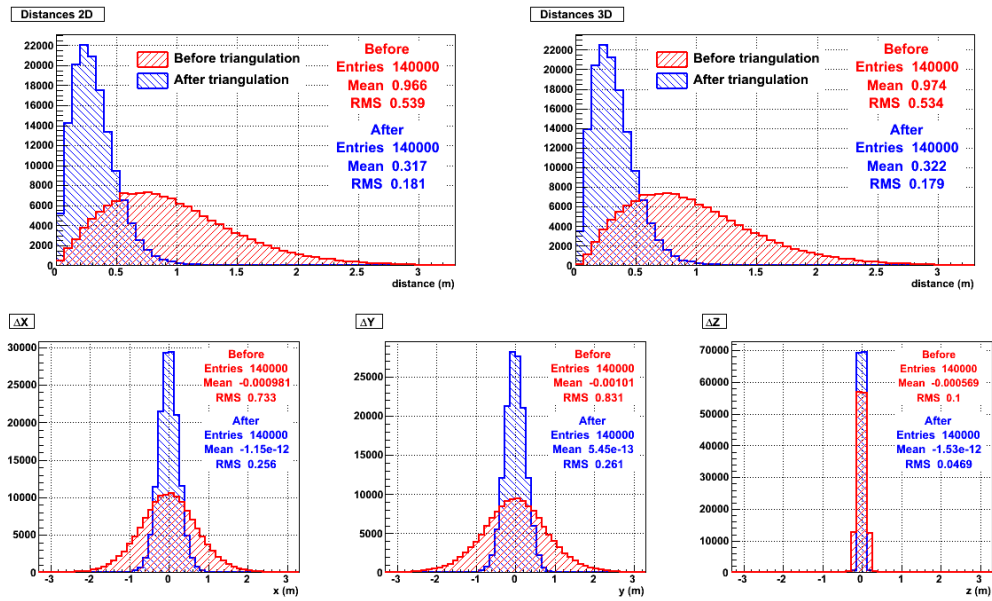 Distances 2D
22000
20000
18000
16000
14000
12000
10000
8000
6000
4000
2000
0
0
0.5
1
1.5
2
2.5
3
distance (m)
Before triangulation
After triangulation
Before
Entries 140000
Mean 0.966
RMS 0.539
After
Entries 140000
Mean 0.317
RMS 0.181
Distances 3D
22000
20000
18000
16000
14000
12000
10000
8000
6000
4000
2000
0
0
0.5
1
1.5
2
2.5
3
distance (m)
Before triangulation
After triangulation
Before
Entries 140000
Mean 0.974
RMS 0.534
After
Entries 140000
Mean 0.322
RMS 0.179
ΔX
30000
25000
20000
15000
10000
5000
0
-3
-2
-1
0
1
2
3
x (m)
Before
Entries 140000
Mean -0.000981
RMS 0.733
After
Entries 140000
Mean -1.15e-12
RMS 0.256
ΔY
25000
20000
15000
10000
5000
0
-3
-2
-1
0
1
2
3
y (m)
Before
Entries 140000
Mean -0.00101
RMS 0.831
After
Entries 140000
Mean 5.45e-13
RMS 0.261
ΔZ
70000
60000
50000
40000
30000
20000
10000
0
-3
-2
-1
0
1
2
3
z (m)
Before
Entries 140000
Mean -0.000569
RMS 0.1
After
Entries 140000
Mean -1.53e-12
RMS 0.0469